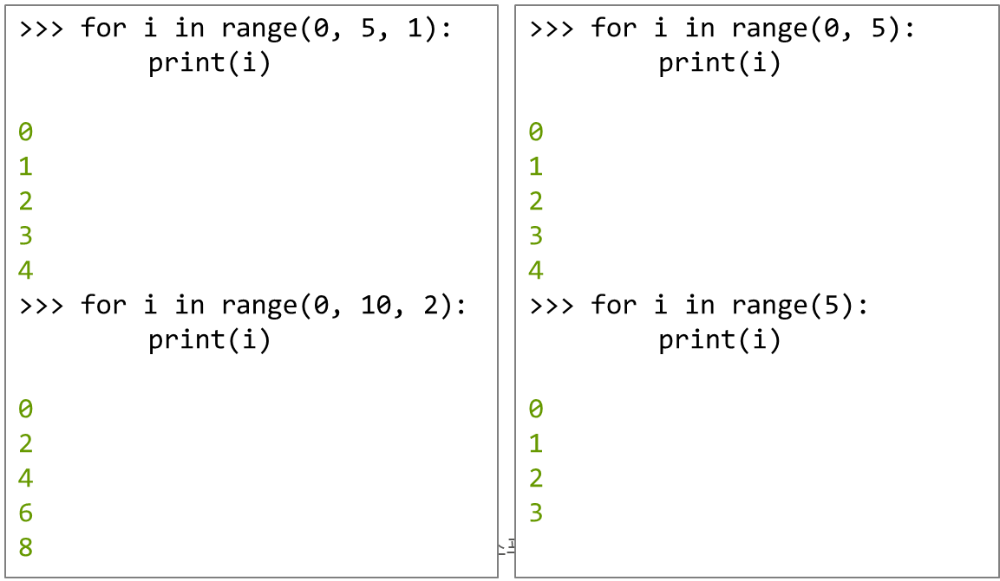 >>> for i in range(0, 5, 1):
        print(i)

0
1
2
3
4
>>> for i in range(0, 10, 2):
        print(i)

0
2
4
6
8
>>> for i in range(0, 5):
        print(i)

0
1
2
3
4
>>> for i in range(5):
        print(i)

0
1
2
3